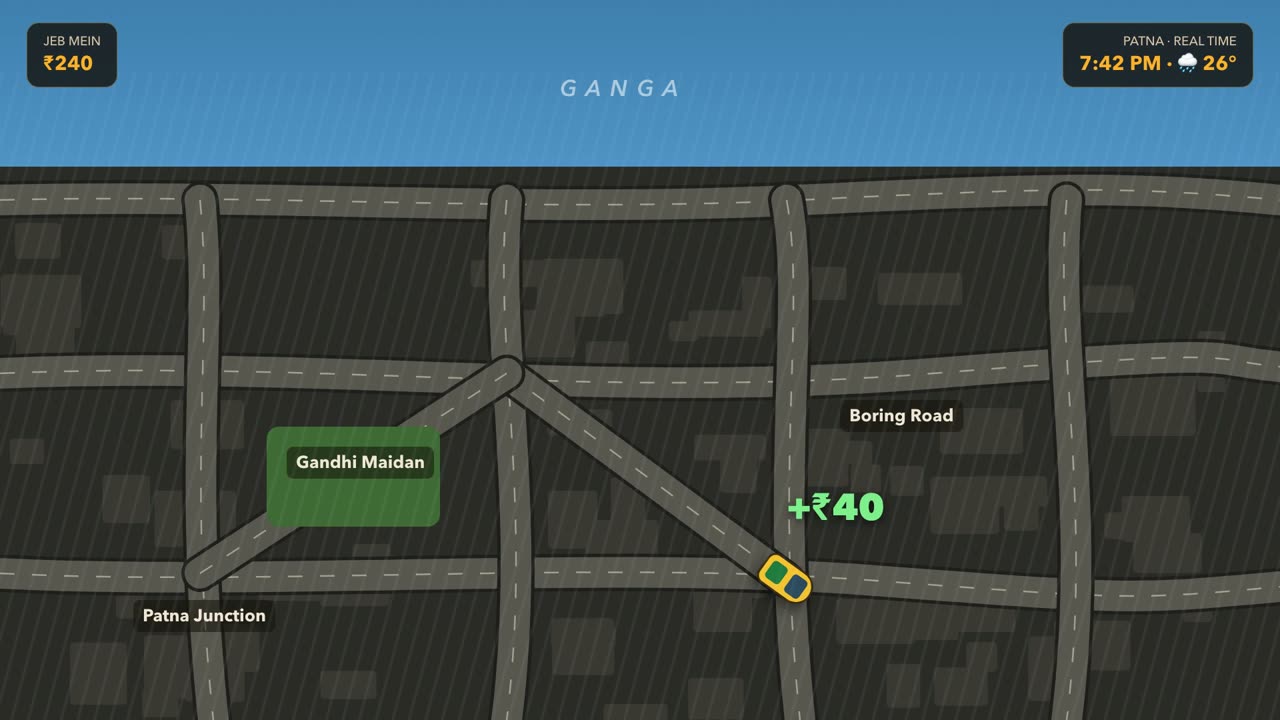 JEB MEIN
₹240
PATNA · REAL TIME
7:42 PM · 🌧 26°
GANGA
Boring Road
Gandhi Maidan
+₹40
Patna Junction